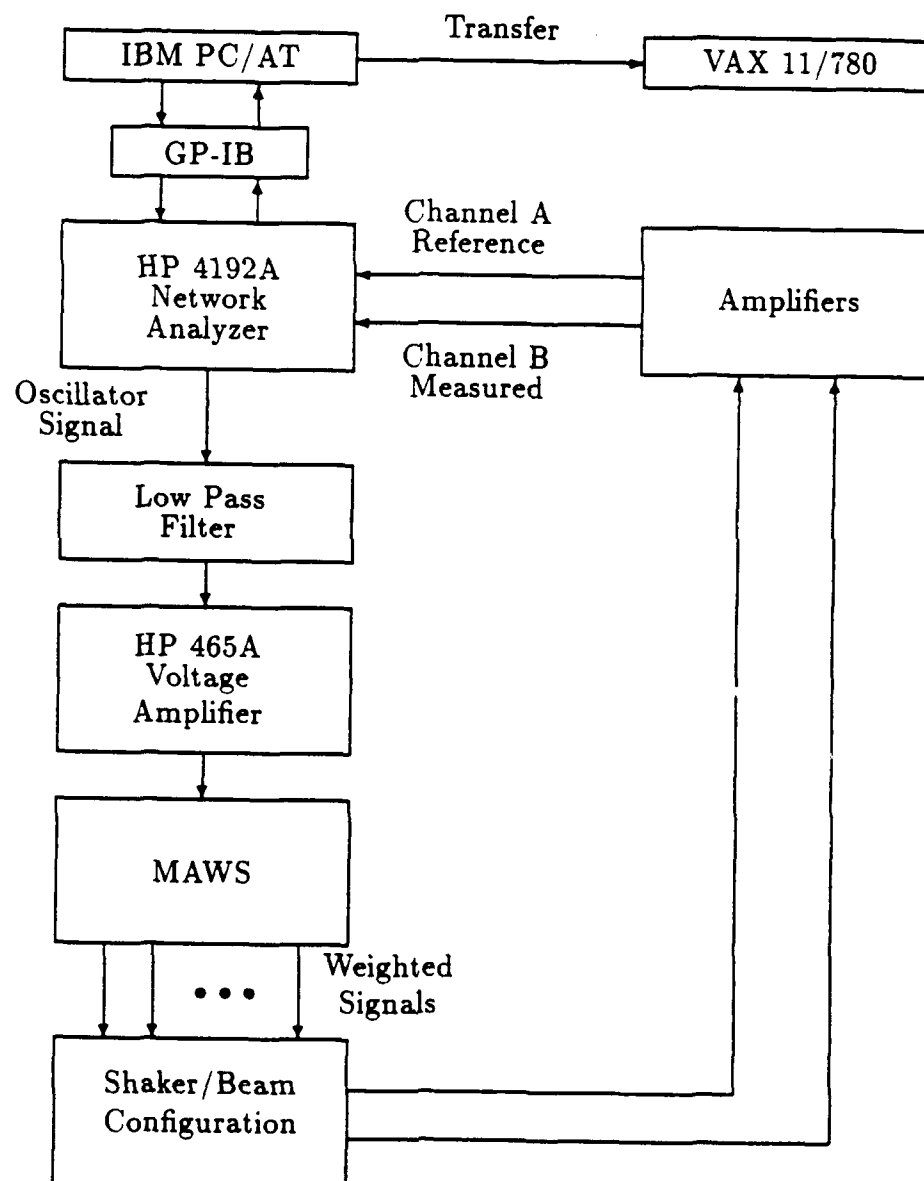 Transfer
IBM PC/AT
VAX 11/780
GP-IB
Channel A
Reference
HP 4192A
Network
Analyzer
Amplifiers
Channel B
Measured
Oscillator
Signal
Low Pass
Filter
HP 465A
Voltage
Amplifier
MAWS
Weighted
Signals
Shaker/Beam
Configuration